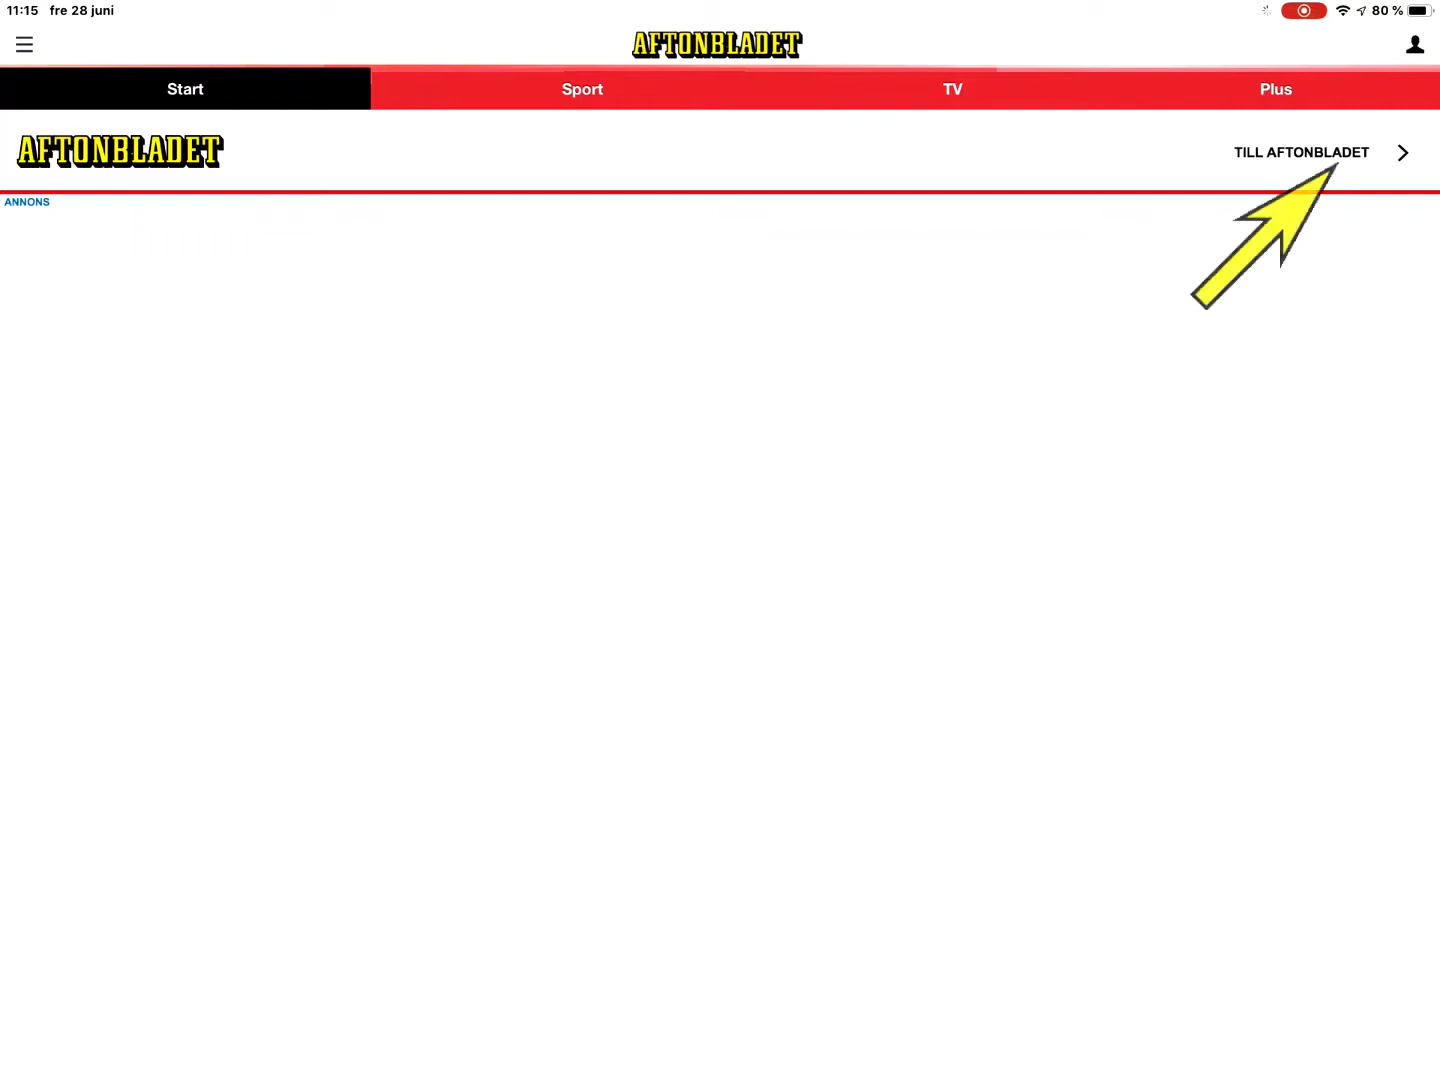 11:15 fre 28 juni 80 %
AFTONBLADET
Start Sport TV Plus
AFTONBLADET TILL AFTONBLADET
ANNONS